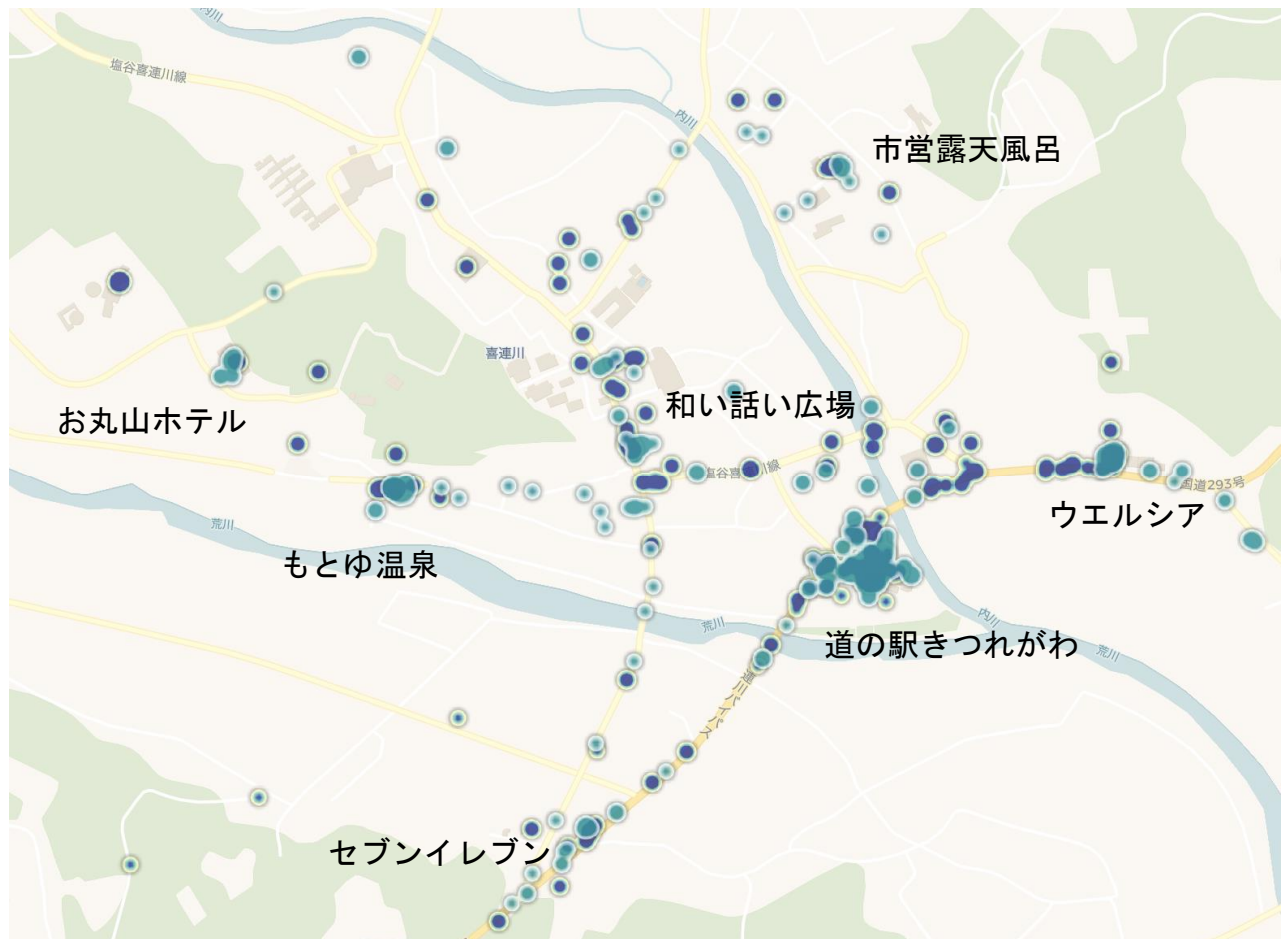 内川
塩谷喜連川線
内川
市営露天風呂
喜連川
お丸山ホテル
和い話い広場
塩谷喜連川線
国道293号
ウエルシア
荒川
もとゆ温泉
荒川
内川
道の駅きつれがわ
荒川
連川バイパス
セブンイレブン